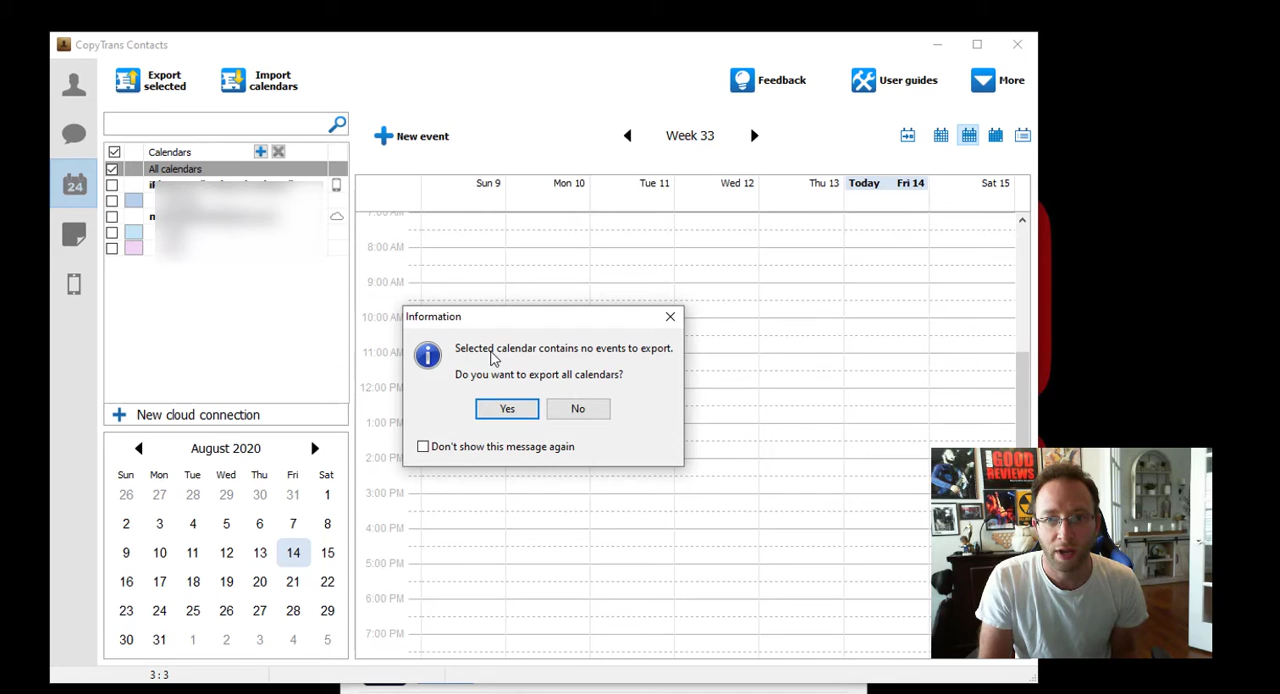 CopyTrans Contacts
Export selected
Import calendars
Feedback
User guides
More
New event
Week 33
24
Calendars
All calendars
Sun 9
Mon 10
Tue 11
Wed 12
Thu 13
Today
Fri 14
Sat 15
7:00 AM
8:00 AM
9:00 AM
10:00 AM
11:00 AM
12:00 PM
1:00 PM
2:00 PM
3:00 PM
4:00 PM
5:00 PM
6:00 PM
7:00 PM
Information
Selected calendar contains no events to export.
Do you want to export all calendars?
Yes
No
Don't show this message again
New cloud connection
August 2020
Sun Mon Tue Wed Thu Fri Sat
26 27 28 29 30 31 1
2 3 4 5 6 7 8
9 10 11 12 13 14 15
16 17 18 19 20 21 22
23 24 25 26 27 28 29
30 31 1 2 3 4 5
3 : 3
GOOD
REVIEWS